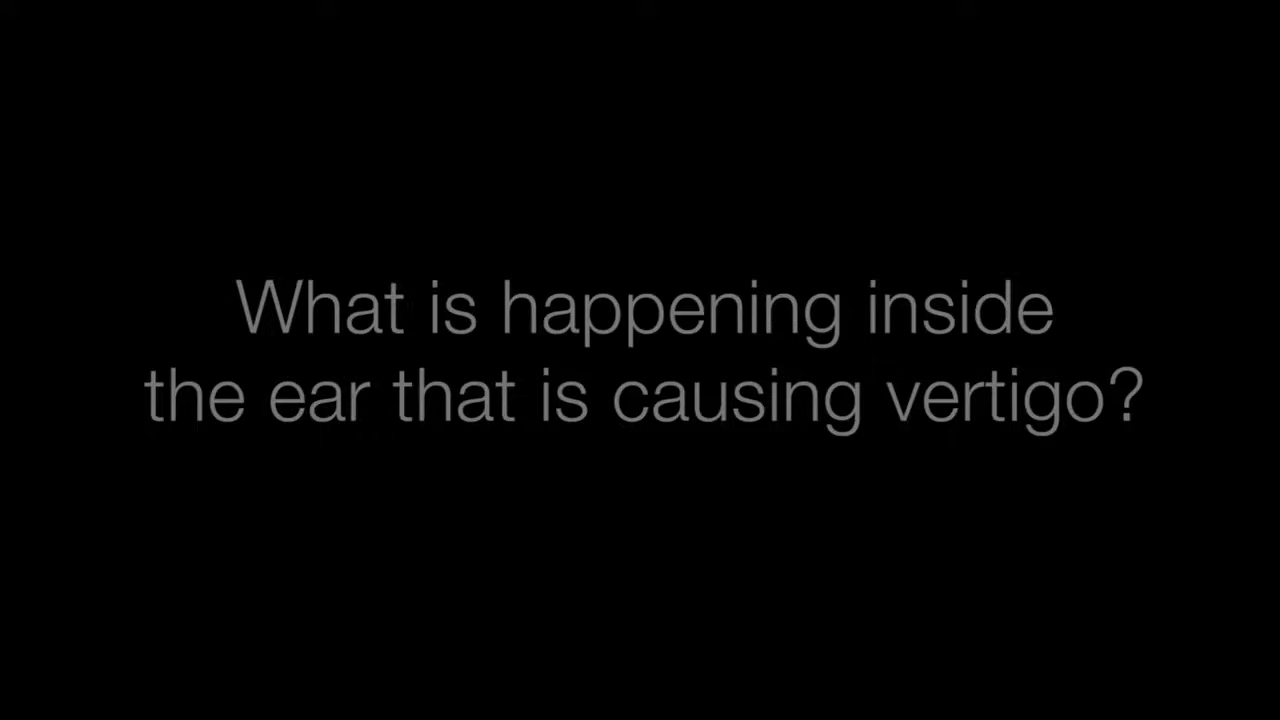 What is happening inside
the ear that is causing vertigo?